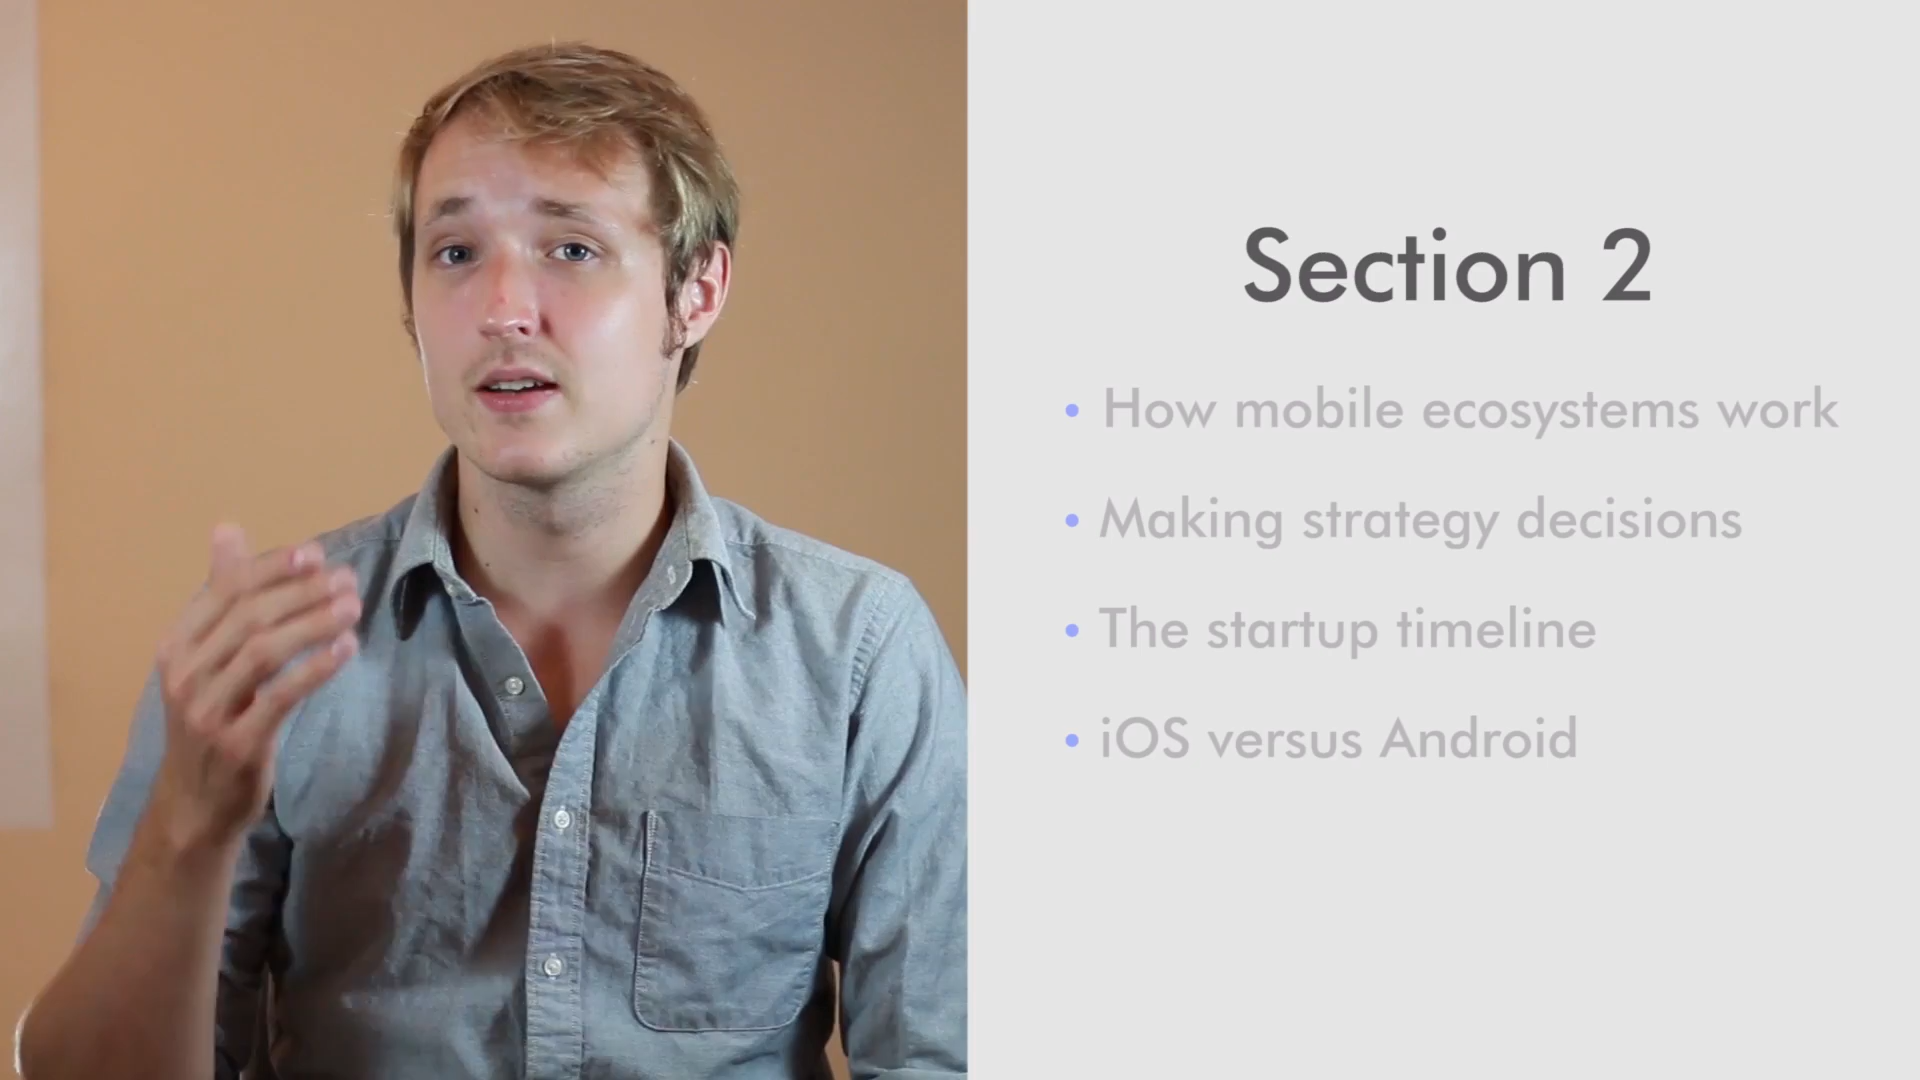 Section 2
• How mobile ecosystems work
• Making strategy decisions
• The startup timeline
• iOS versus Android